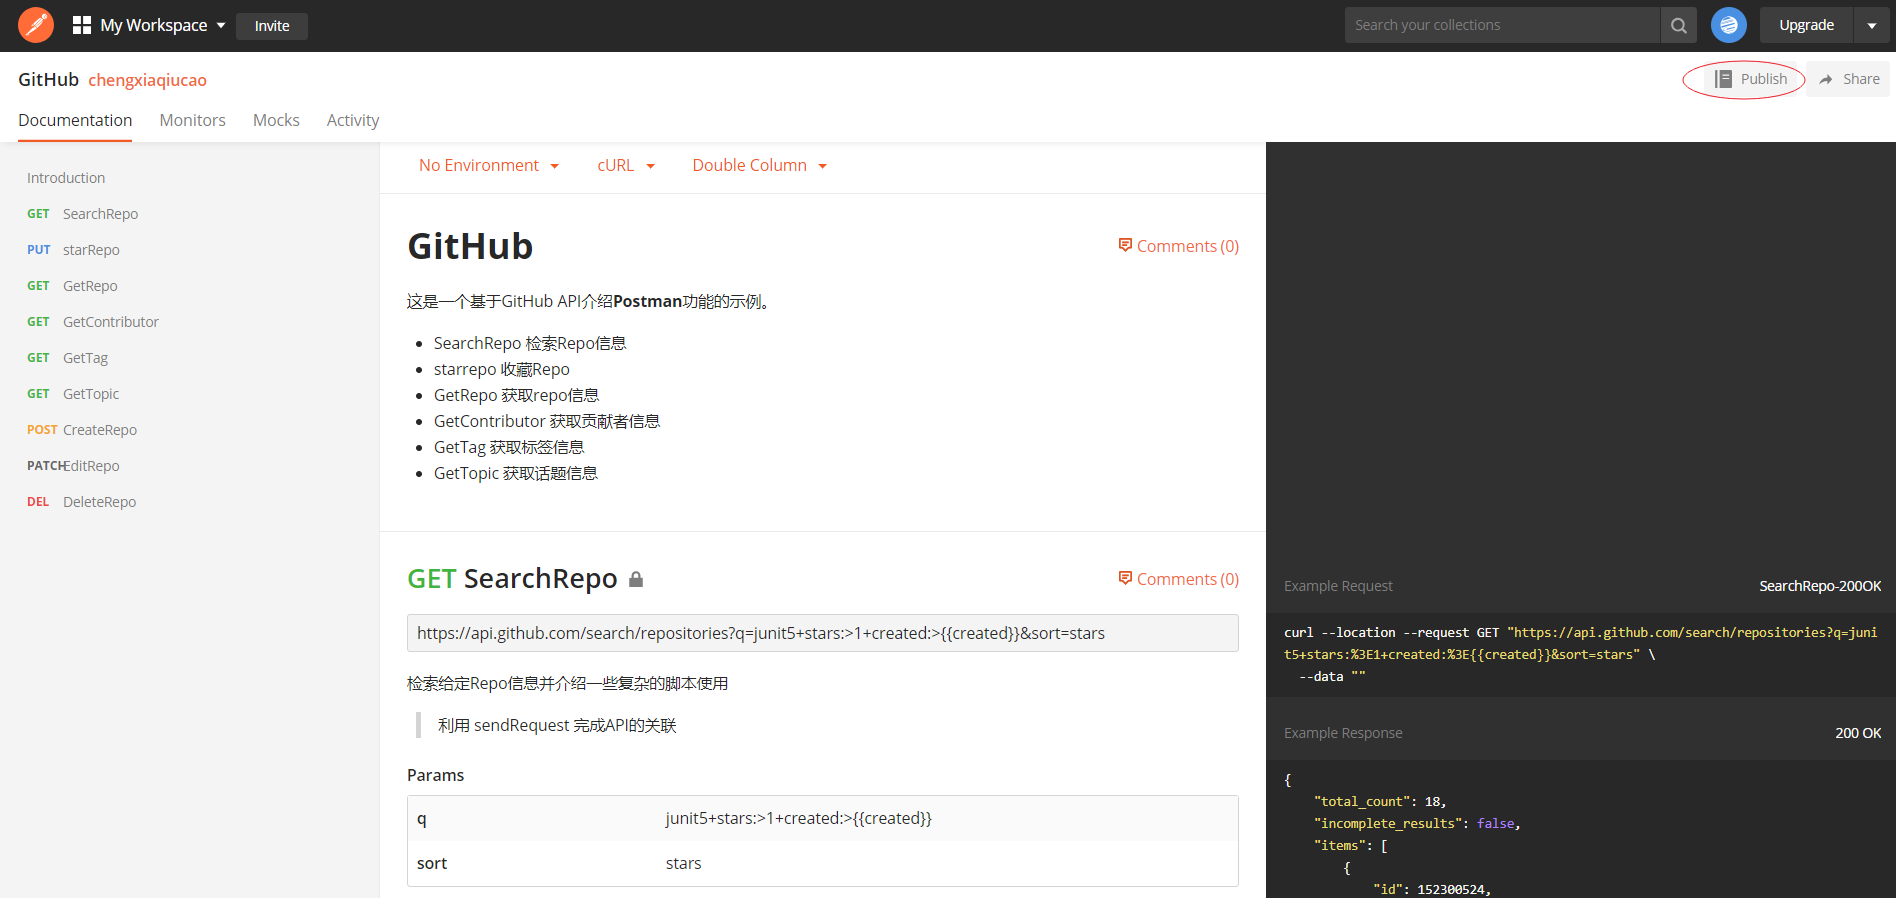 My Workspace Invite Search your collections Upgrade
GitHub chengxiaqiucao Publish Share
Documentation Monitors Mocks Activity
Introduction
GET SearchRepo
PUT starRepo
GET GetRepo
GET GetContributor
GET GetTag
GET GetTopic
POST CreateRepo
PATCH EditRepo
DEL DeleteRepo
No Environment cURL Double Column
GitHub
Comments (0)
这是一个基于GitHub API介绍Postman功能的示例。
SearchRepo 检索Repo信息
starrepo 收藏Repo
GetRepo 获取repo信息
GetContributor 获取贡献者信息
GetTag 获取标签信息
GetTopic 获取话题信息
GET SearchRepo
Comments (0)
https://api.github.com/search/repositories?q=junit5+stars:>1+created:>{{created}}&sort=stars
检索给定Repo信息并介绍一些复杂的脚本使用
利用 sendRequest 完成API的关联
Params
q junit5+stars:>1+created:>{{created}}
sort stars
Example Request SearchRepo-200OK
curl --location --request GET "https://api.github.com/search/repositories?q=juni
t5+stars:%3E1+created:%3E{{created}}&sort=stars" \
--data ""
Example Response 200 OK
{
"total_count": 18,
"incomplete_results": false,
"items": [
{
"id": 152300524,